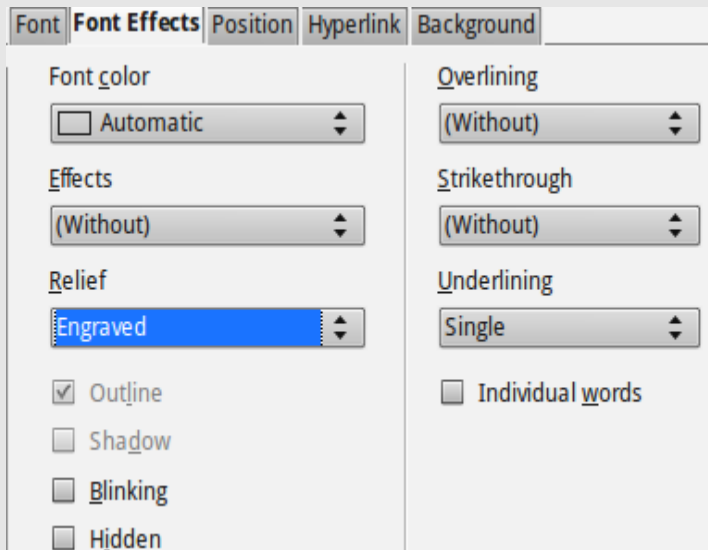 Font Font Effects Position Hyperlink Background
Font color
Automatic
Effects
(Without)
Relief
Engraved
Outline
Shadow
Blinking
Hidden
Overlining
(Without)
Strikethrough
(Without)
Underlining
Single
Individual words